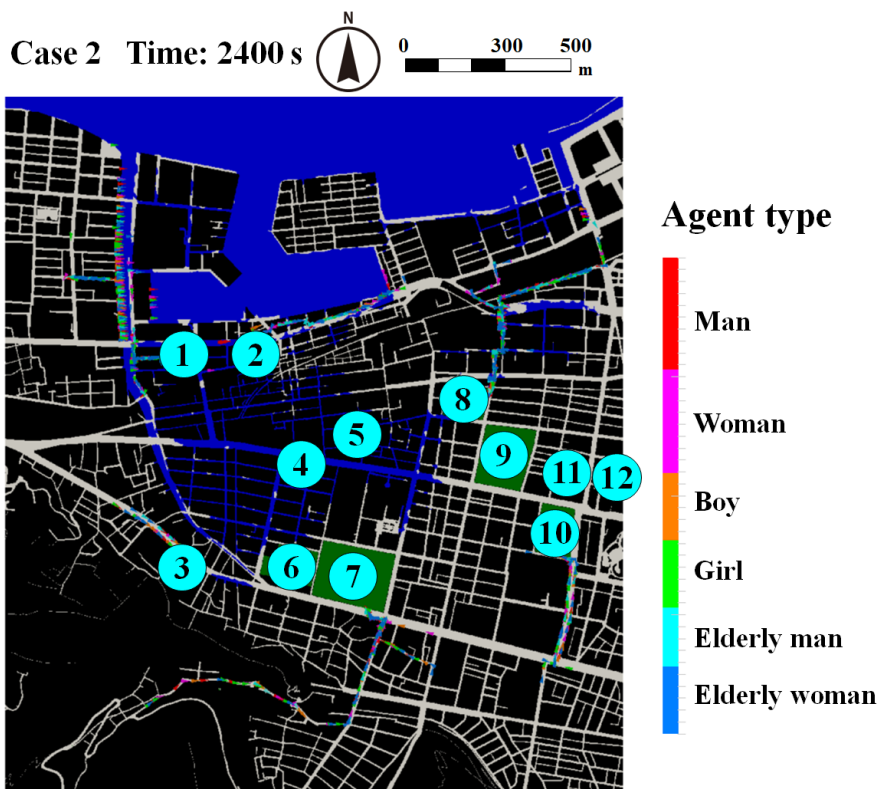 Case 2 Time: 2400 s
N
0 300 500
m
Agent type
Man
Woman
Boy
Girl
Elderly man
Elderly woman
1
2
8
5
9
4
11
12
10
3
6
7